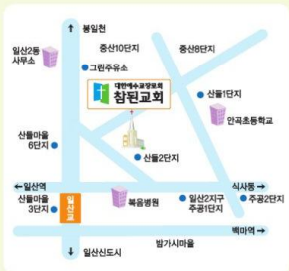 ↑ 봉일천
일산2동
사무소
중산10단지
중산8단지
그린주유소
대한예수교장로회
참된교회
산들1단지
안곡초등학교
산들마을
6단지
산들2단지
←일산역
식사동→
산들마을
3단지
일산교
복음병원
일산2지구
주공1단지
주공2단지
백마역→
밤가시마을
↓ 일산신도시